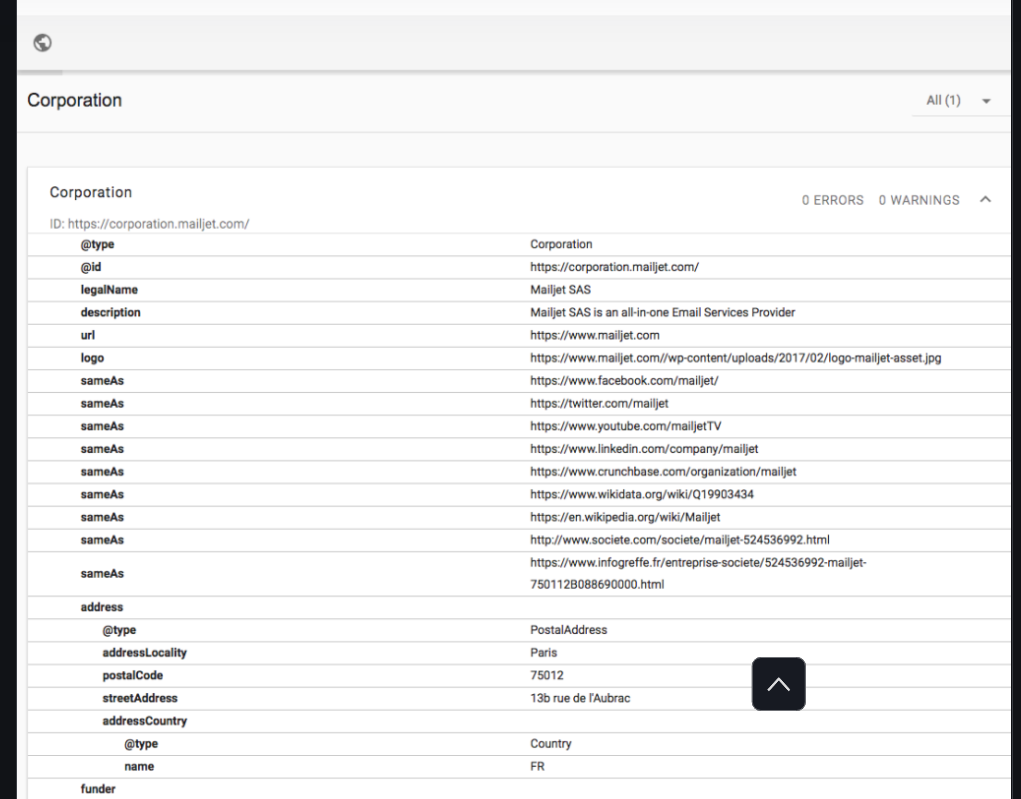 Corporation
All (1)
Corporation
0 ERRORS 0 WARNINGS
ID: https://corporation.mailjet.com/
@type Corporation
@id https://corporation.mailjet.com/
legalName Mailjet SAS
description Mailjet SAS is an all-in-one Email Services Provider
url https://www.mailjet.com
logo https://www.mailjet.com//wp-content/uploads/2017/02/logo-mailjet-asset.jpg
sameAs https://www.facebook.com/mailjet/
sameAs https://twitter.com/mailjet
sameAs https://www.youtube.com/mailjetTV
sameAs https://www.linkedin.com/company/mailjet
sameAs https://www.crunchbase.com/organization/mailjet
sameAs https://www.wikidata.org/wiki/Q19903434
sameAs https://en.wikipedia.org/wiki/Mailjet
sameAs http://www.societe.com/societe/mailjet-524536992.html
sameAs https://www.infogreffe.fr/entreprise-societe/524536992-mailjet-
750112B088690000.html
address
@type PostalAddress
addressLocality Paris
postalCode 75012
streetAddress 13b rue de l'Aubrac
addressCountry
@type Country
name FR
funder